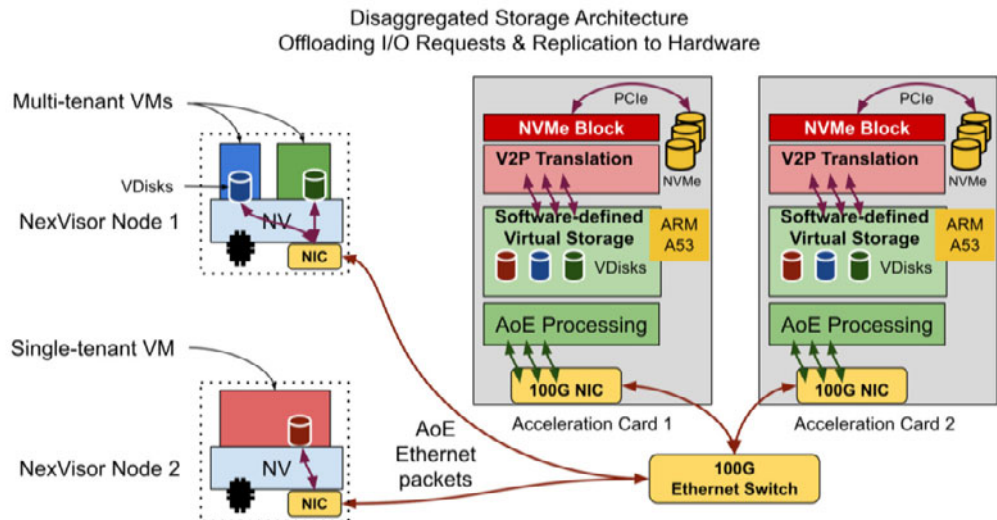 Disaggregated Storage Architecture
Offloading I/O Requests & Replication to Hardware
Multi-tenant VMs
VDisks
NexVisor Node 1
NV
NIC
Single-tenant VM
NexVisor Node 2
NV
NIC
AoE
Ethernet
packets
PCIe
NVMe Block
V2P Translation
NVMe
Software-defined
Virtual Storage
ARM
A53
VDisks
AoE Processing
100G NIC
Acceleration Card 1
PCIe
NVMe Block
V2P Translation
NVMe
Software-defined
Virtual Storage
ARM
A53
VDisks
AoE Processing
100G NIC
Acceleration Card 2
100G
Ethernet Switch